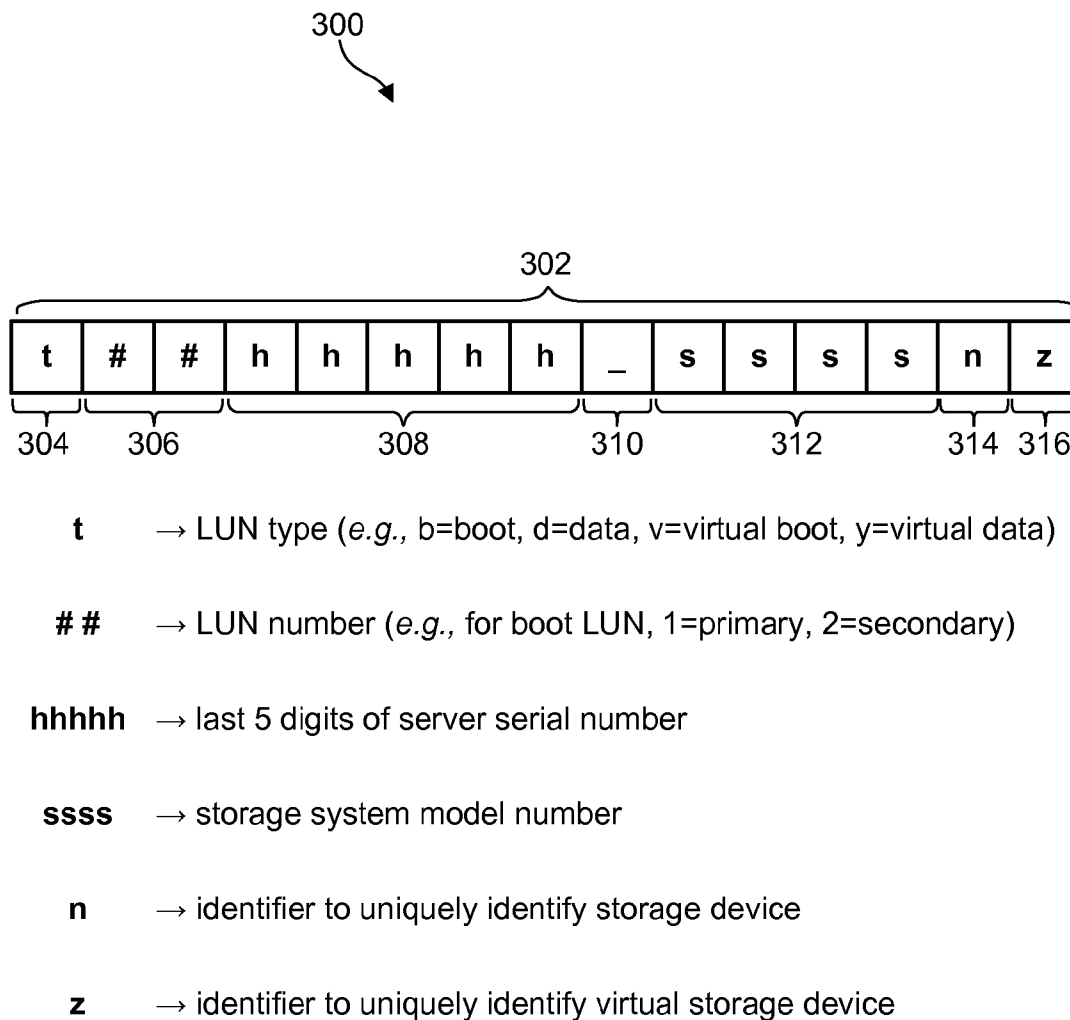 300
302
t # # h h h h h _ s s s s n z
304 306 308 310 312 314 316
t → LUN type (e.g., b=boot, d=data, v=virtual boot, y=virtual data)
# # → LUN number (e.g., for boot LUN, 1=primary, 2=secondary)
hhhhh → last 5 digits of server serial number
ssss → storage system model number
n → identifier to uniquely identify storage device
z → identifier to uniquely identify virtual storage device